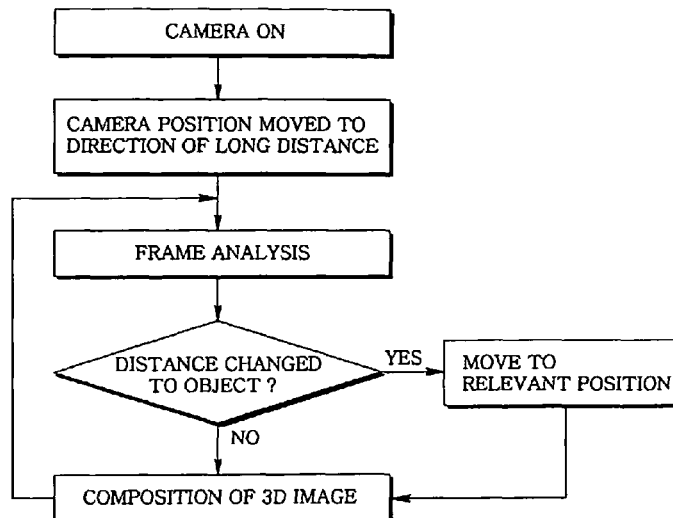 CAMERA ON
CAMERA POSITION MOVED TO
DIRECTION OF LONG DISTANCE
FRAME ANALYSIS
DISTANCE CHANGED
TO OBJECT ?
YES
MOVE TO
RELEVANT POSITION
NO
COMPOSITION OF 3D IMAGE